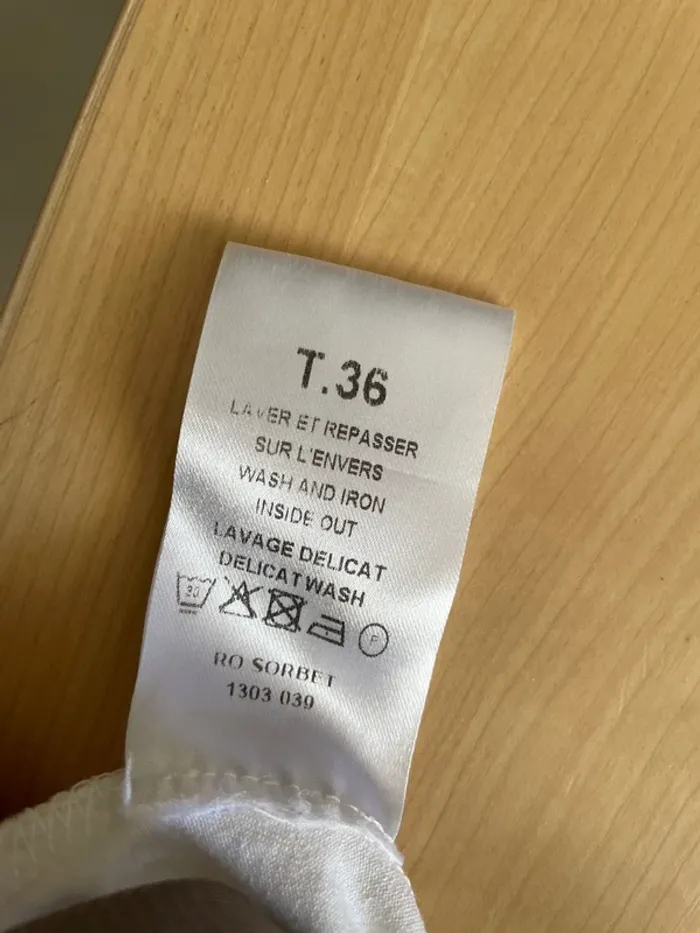 T.36
LAVER ET REPASSER
SUR L'ENVERS
WASH AND IRON
INSIDE OUT
LAVAGE DELICAT
DELICAT WASH
30 F
RO SORBET
1303 039